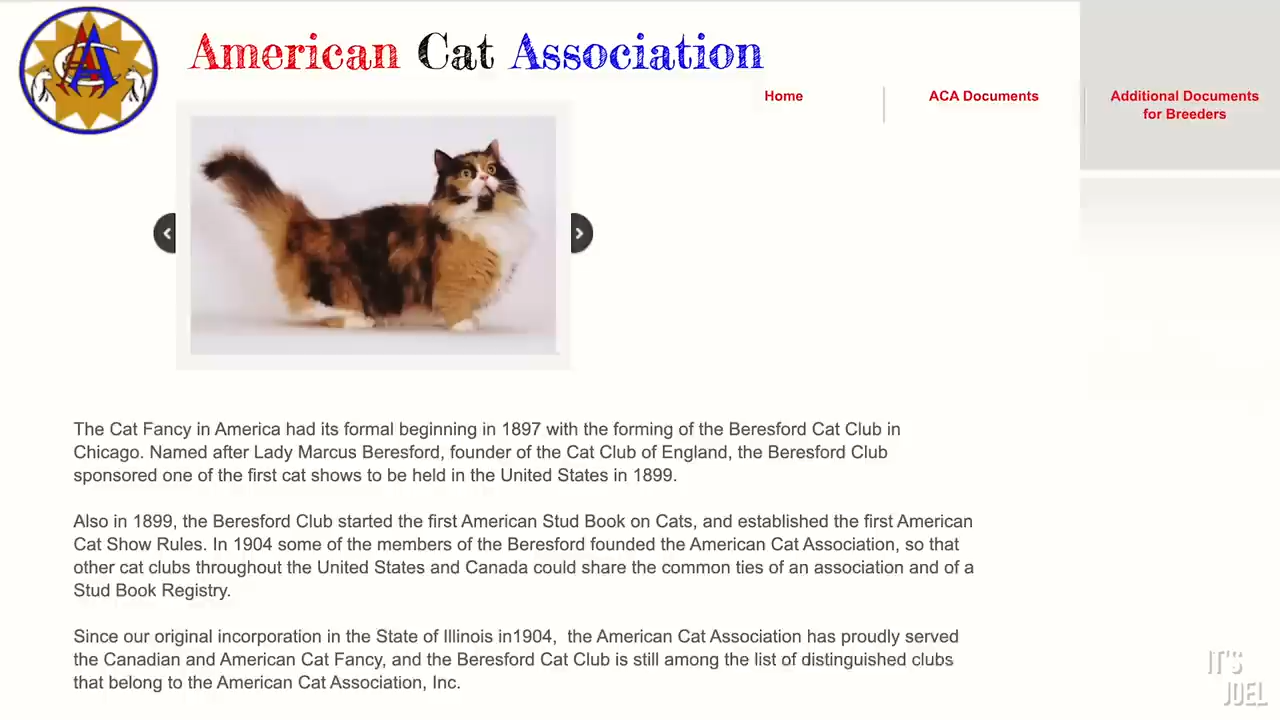 American Cat Association
Home
ACA Documents
Additional Documents
for Breeders
The Cat Fancy in America had its formal beginning in 1897 with the forming of the Beresford Cat Club in
Chicago. Named after Lady Marcus Beresford, founder of the Cat Club of England, the Beresford Club
sponsored one of the first cat shows to be held in the United States in 1899.
Also in 1899, the Beresford Club started the first American Stud Book on Cats, and established the first American
Cat Show Rules. In 1904 some of the members of the Beresford founded the American Cat Association, so that
other cat clubs throughout the United States and Canada could share the common ties of an association and of a
Stud Book Registry.
Since our original incorporation in the State of Illinois in1904,  the American Cat Association has proudly served
the Canadian and American Cat Fancy, and the Beresford Cat Club is still among the list of distinguished clubs
that belong to the American Cat Association, Inc.
IT'S
JOEL